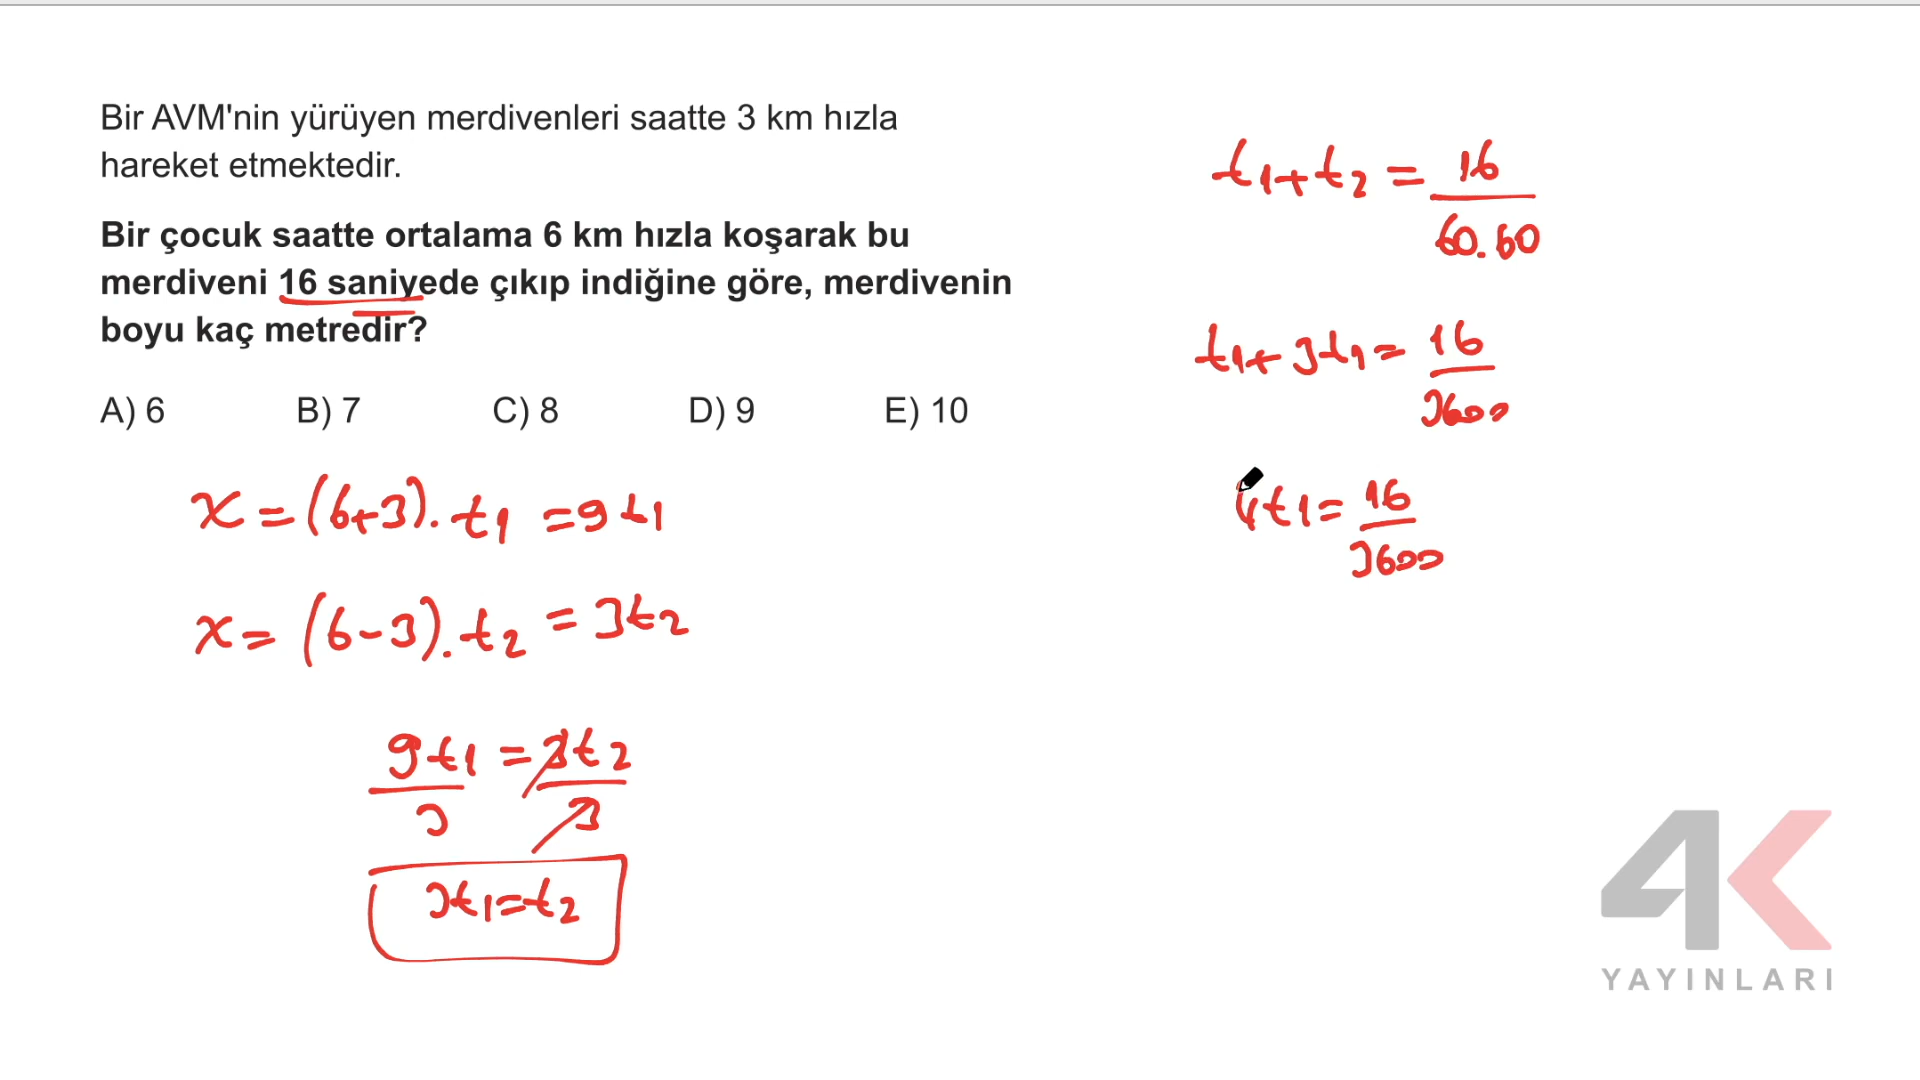 Bir AVM'nin yürüyen merdivenleri saatte 3 km hızla
hareket etmektedir.
Bir çocuk saatte ortalama 6 km hızla koşarak bu
merdiveni 16 saniyede çıkıp indiğine göre, merdivenin
boyu kaç metredir?
A) 6 B) 7 C) 8 D) 9 E) 10
x = (6+3).t1 = 9t1
x = (6-3).t2 = 3t2
9t1 = 3t2
3 3
3t1 = t2
t1+t2 = 16
60.60
t1+3t1 = 16
3600
4t1 = 16
3600
4K
YAYINLARI